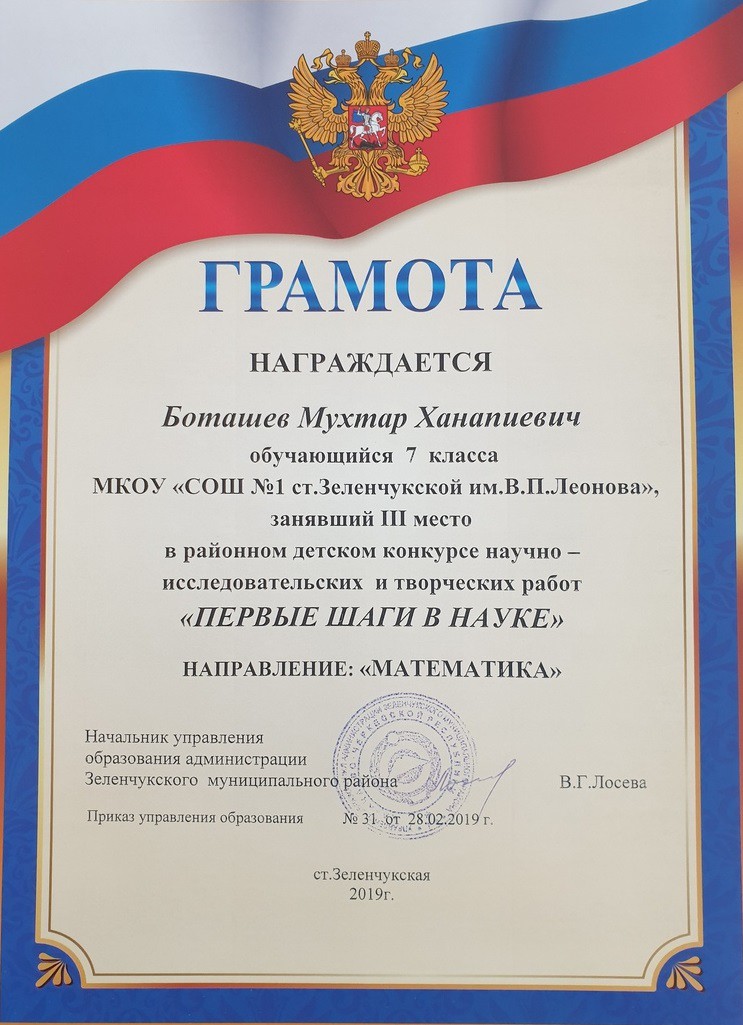 ГРАМОТА
НАГРАЖДАЕТСЯ
Боташев Мухтар Ханапиевич
обучающийся 7 класса
МКОУ «СОШ №1 ст.Зеленчукской им.В.П.Леонова»,
занявший III место
в районном детском конкурсе научно –
исследовательских и творческих работ
«ПЕРВЫЕ ШАГИ В НАУКЕ»
НАПРАВЛЕНИЕ: «МАТЕМАТИКА»
Начальник управления
образования администрации
Зеленчукского муниципального района В.Г.Лосева
Приказ управления образования № 31 от 28.02.2019 г.
ст.Зеленчукская
2019г.